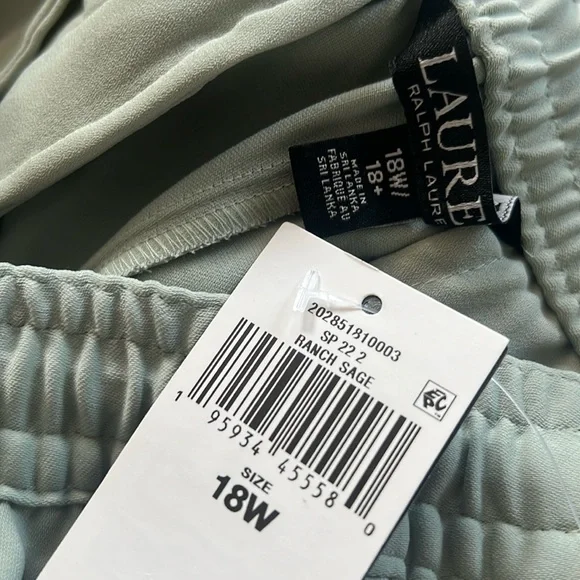 LAURE
RALPH LAURE
18W/
18+
MADE IN
SRI LANKA
FABRIQUÉ AU
SRI LANKA
202851810003
SP 22 2
RANCH SAGE
1 95934 45558 0
SIZE
18W